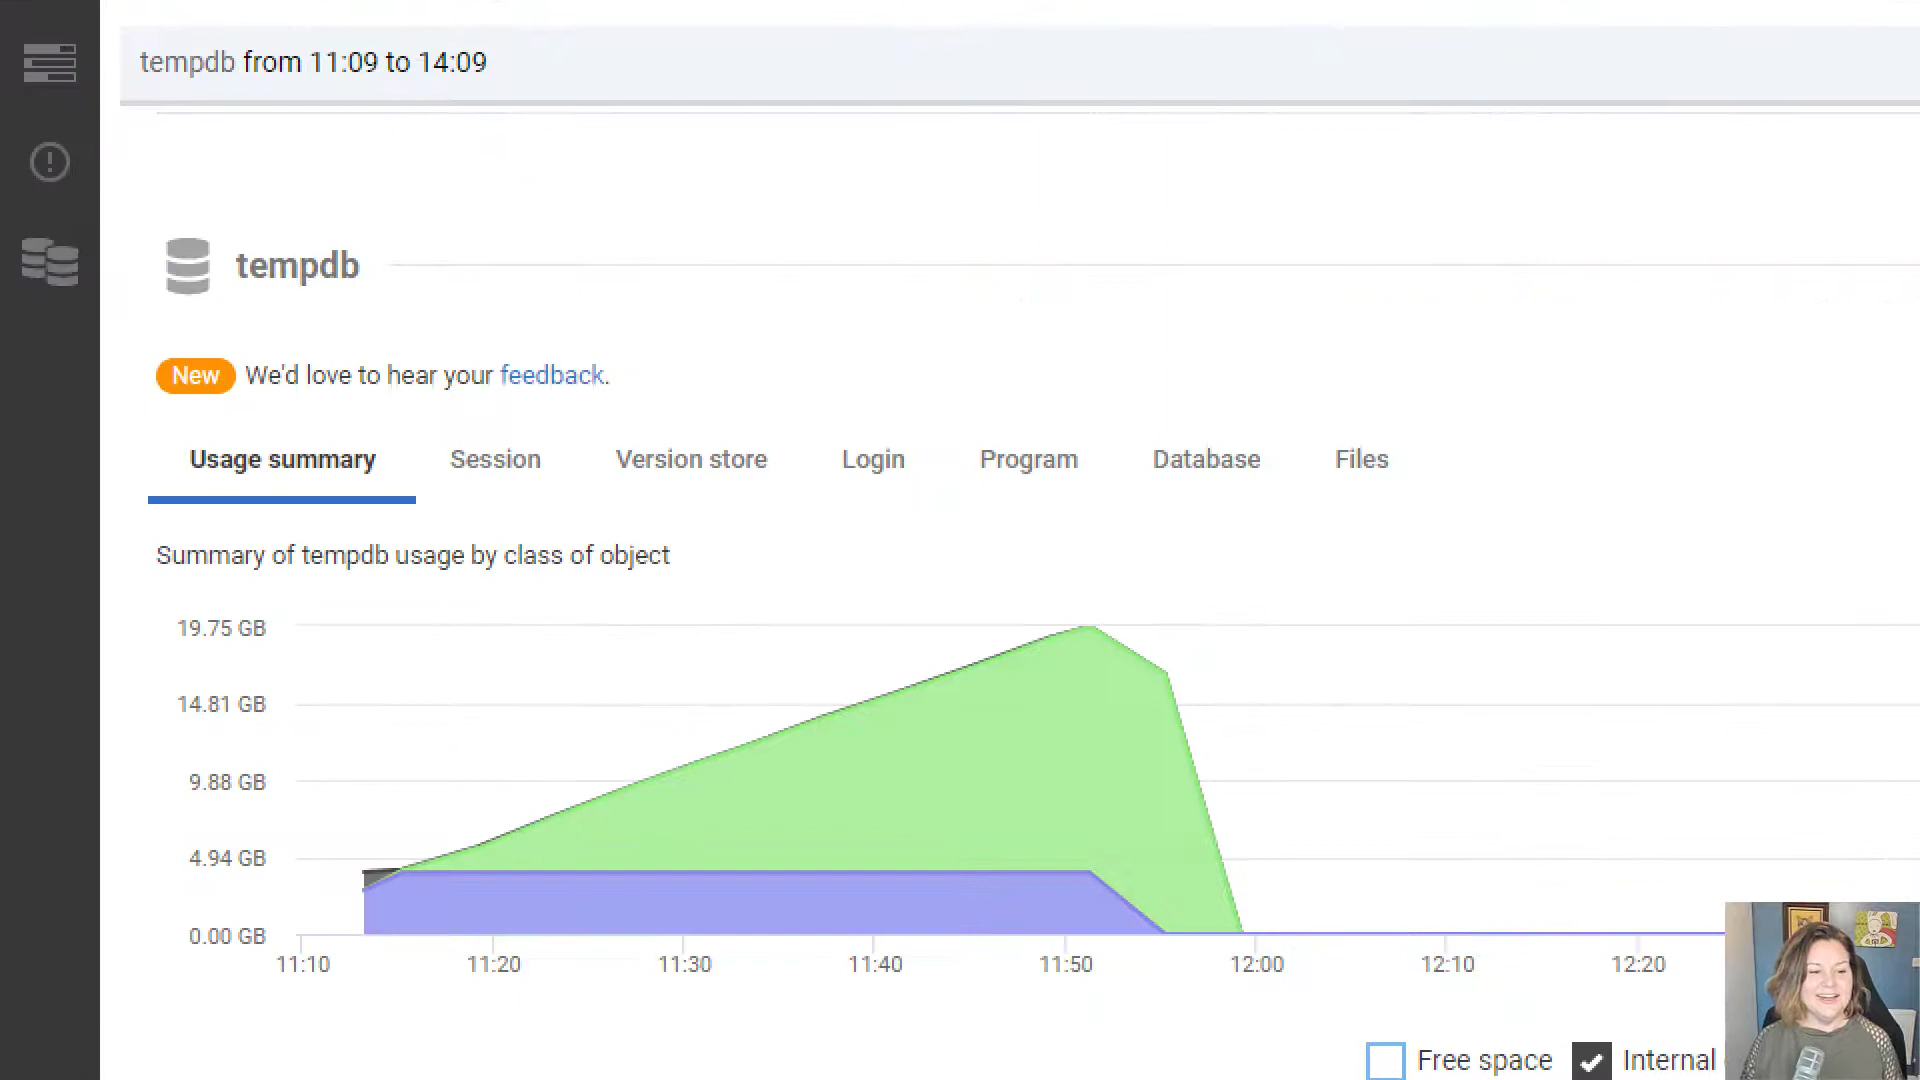 tempdb from 11:09 to 14:09
tempdb
New We'd love to hear your feedback.
Usage summary Session Version store Login Program Database Files
Summary of tempdb usage by class of object
19.75 GB
14.81 GB
9.88 GB
4.94 GB
0.00 GB
11:10 11:20 11:30 11:40 11:50 12:00 12:10 12:20
Free space Internal